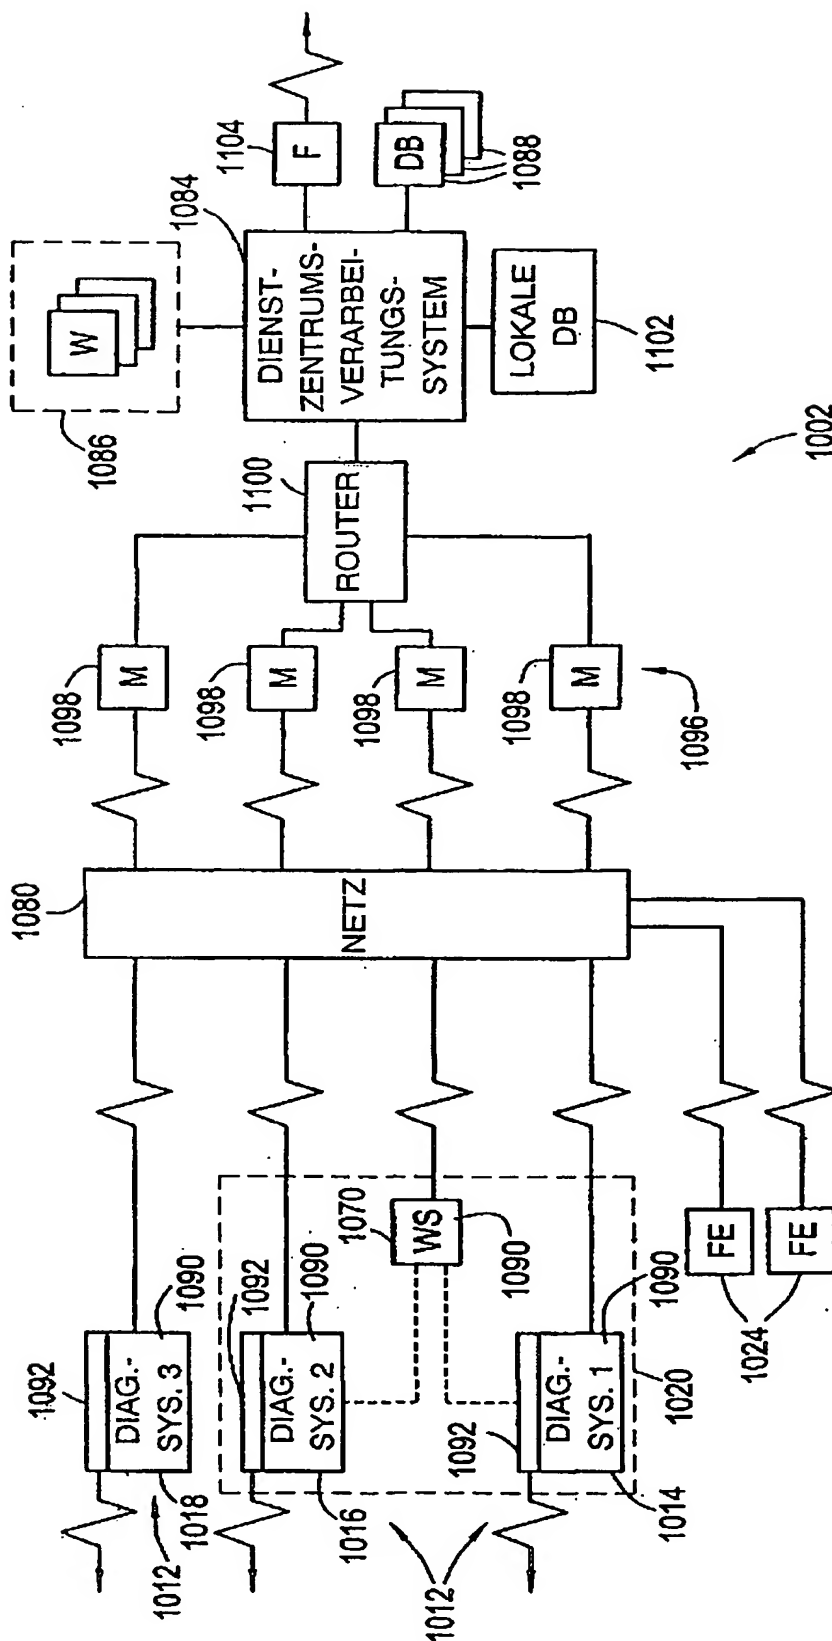 1092
DIAG.-
SYS. 3
1090
1018
1012
1092
DIAG.-
SYS. 2
1090
1016
1070
WS
1090
1012
1092
DIAG.-
SYS. 1
1090
1014
1020
FE
FE
1024
1080
NETZ
1098
M
1098
M
1098
M
1098
M
1096
1100
ROUTER
1086
W
1084
DIENST-
ZENTRUMS-
VERARBEI-
TUNGS-
SYSTEM
1104
F
DB
1088
LOKALE
DB
1102
1002